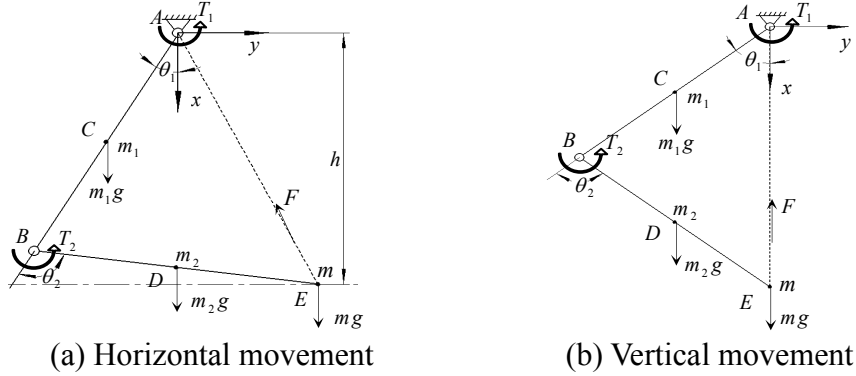 A T₁
y
θ₁
x
C
m₁
m₁g
h
F
B
T₂
θ₂
m₂
D
m₂g
m
E
mg
(a) Horizontal movement
A T₁
y
θ₁
x
C
m₁
m₁g
B
T₂
θ₂
F
m₂
D
m₂g
m
E
mg
(b) Vertical movement